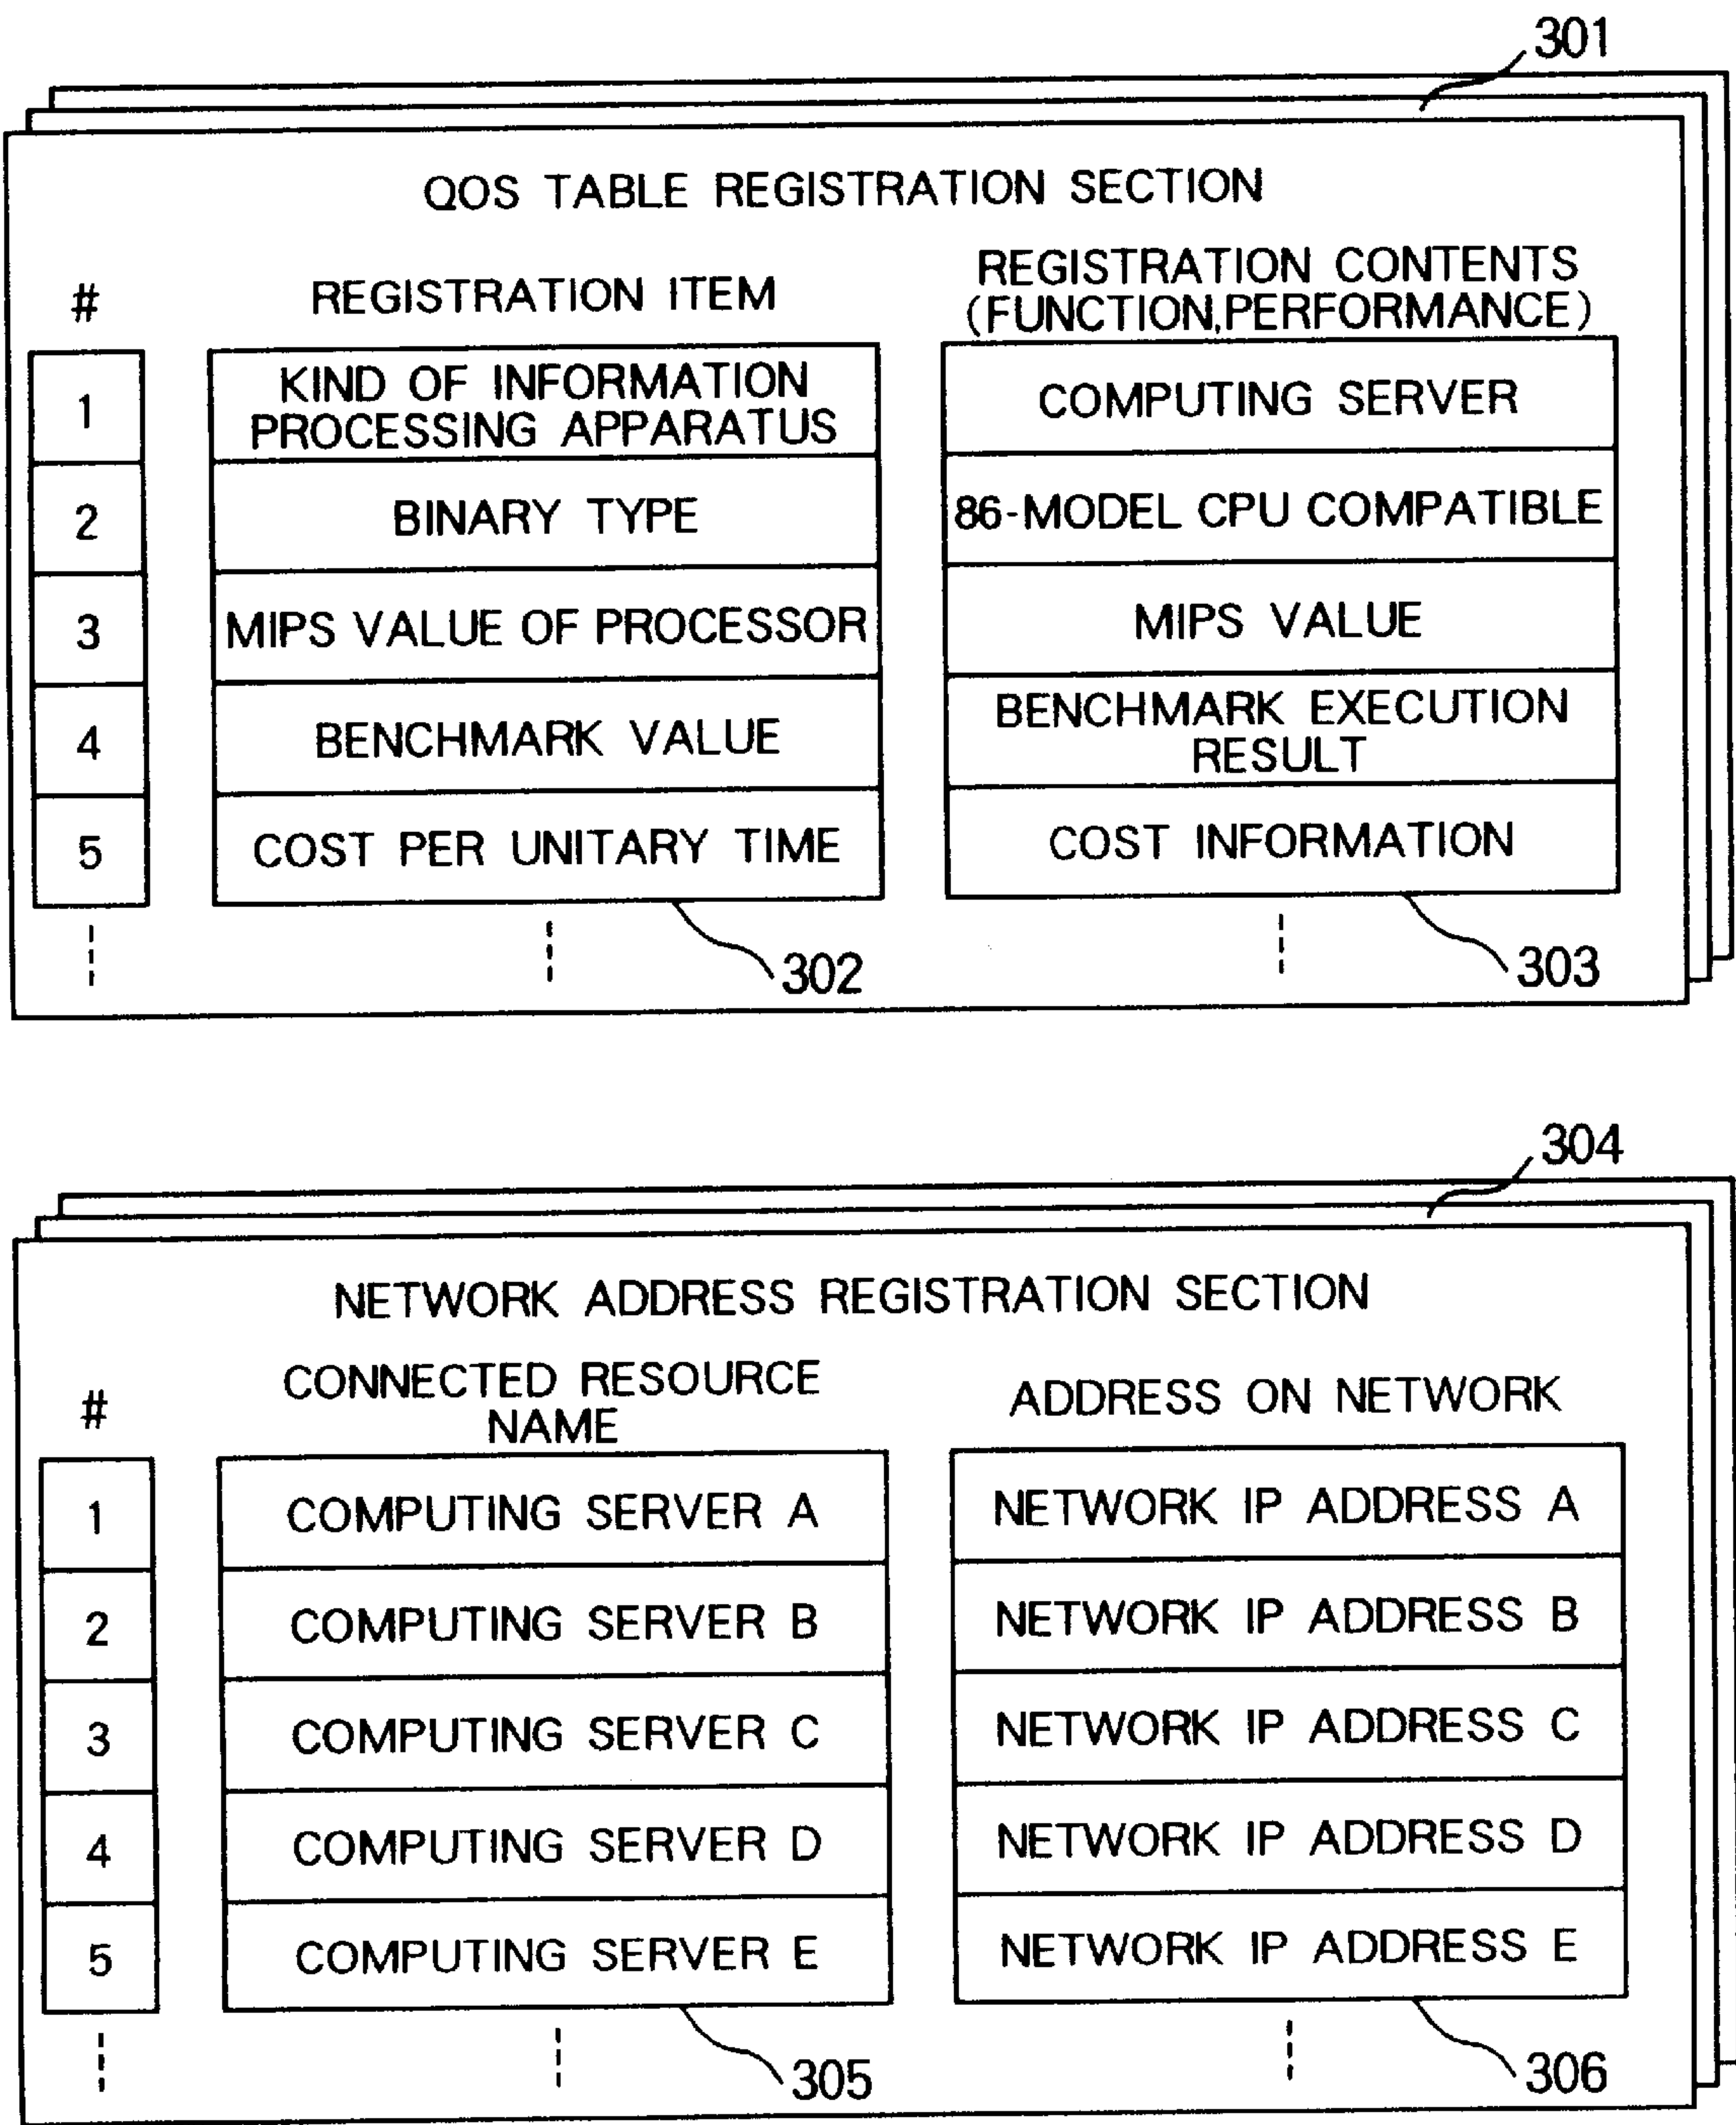 301
QOS TABLE REGISTRATION SECTION
# REGISTRATION ITEM REGISTRATION CONTENTS
(FUNCTION,PERFORMANCE)
1 KIND OF INFORMATION
PROCESSING APPARATUS COMPUTING SERVER
2 BINARY TYPE 86-MODEL CPU COMPATIBLE
3 MIPS VALUE OF PROCESSOR MIPS VALUE
4 BENCHMARK VALUE BENCHMARK EXECUTION
RESULT
5 COST PER UNITARY TIME COST INFORMATION
302 303
304
NETWORK ADDRESS REGISTRATION SECTION
# CONNECTED RESOURCE
NAME ADDRESS ON NETWORK
1 COMPUTING SERVER A NETWORK IP ADDRESS A
2 COMPUTING SERVER B NETWORK IP ADDRESS B
3 COMPUTING SERVER C NETWORK IP ADDRESS C
4 COMPUTING SERVER D NETWORK IP ADDRESS D
5 COMPUTING SERVER E NETWORK IP ADDRESS E
305 306